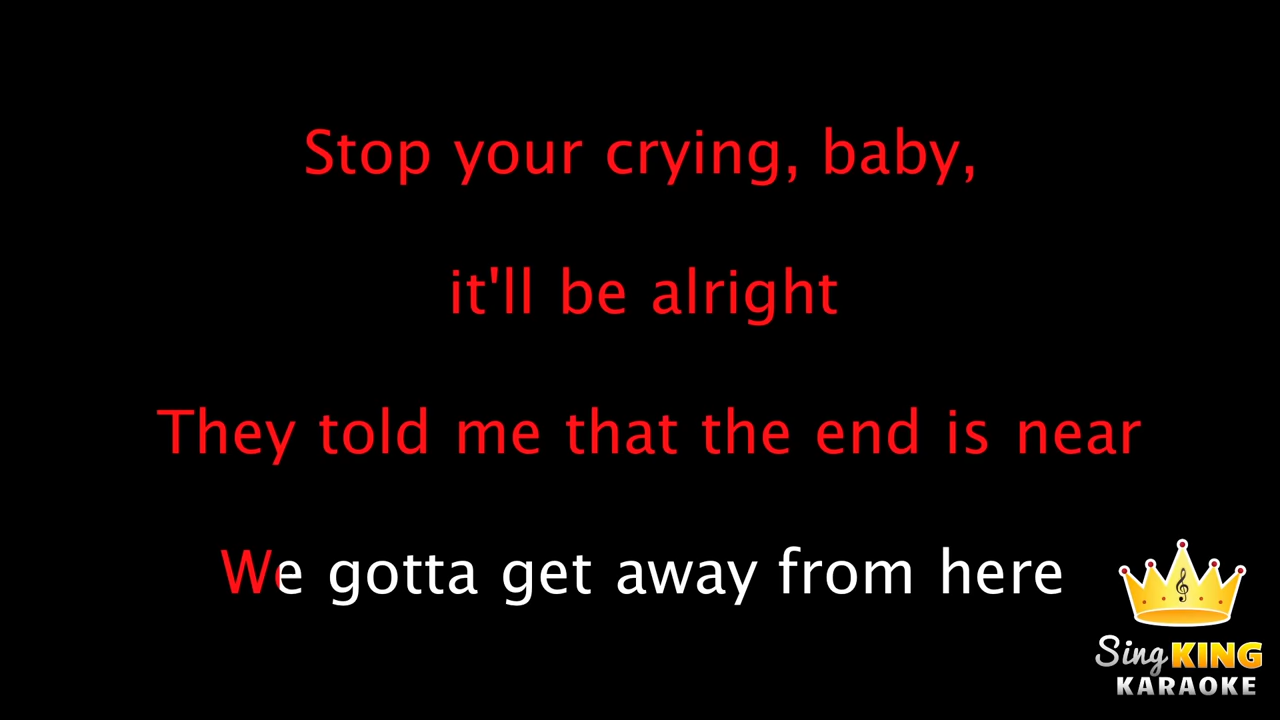 Stop your crying, baby,
it'll be alright
They told me that the end is near
We gotta get away from here
Sing KING
KARAOKE